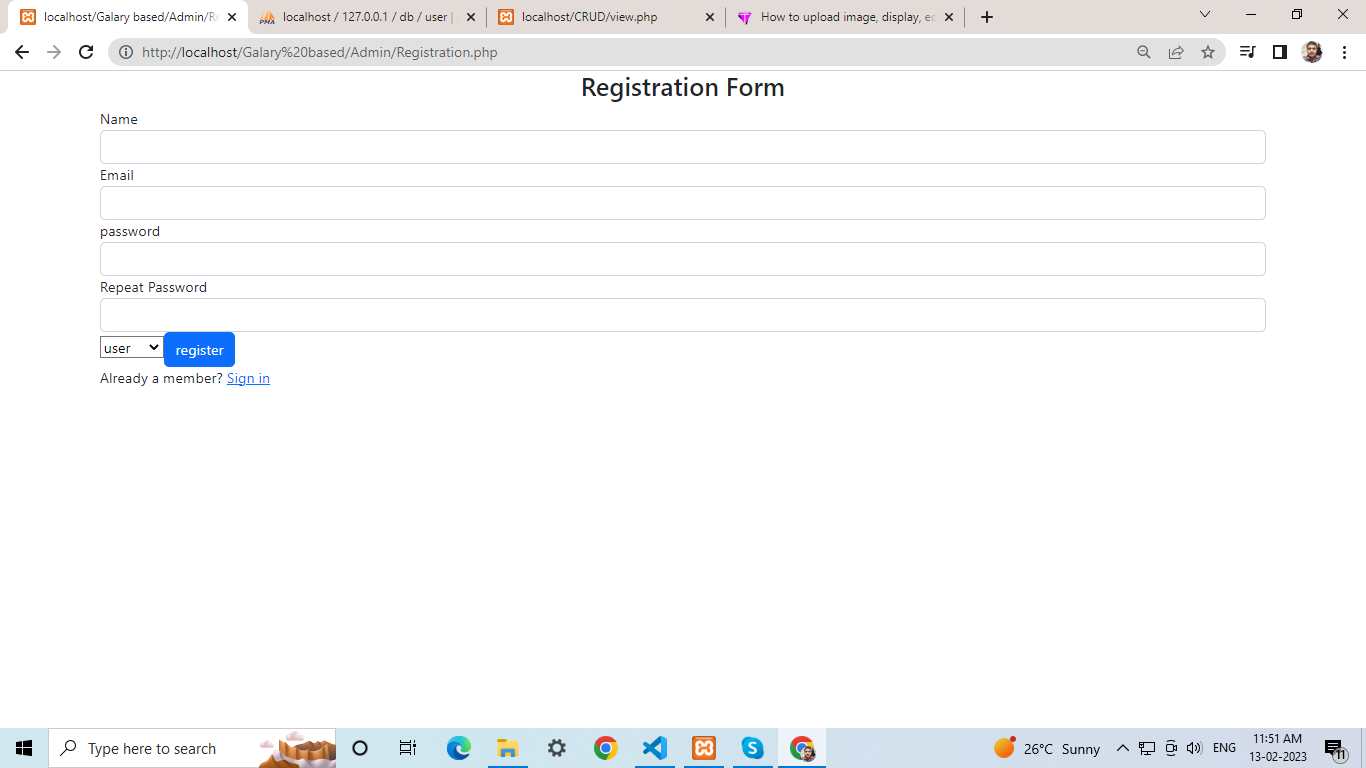 localhost/Galary based/Admin/Re
localhost / 127.0.0.1 / db / user |
localhost/CRUD/view.php
How to upload image, display, ed
http://localhost/Galary%20based/Admin/Registration.php
Registration Form
Name
Email
password
Repeat Password
user
register
Already a member? Sign in
Type here to search
26°C Sunny
ENG
11:51 AM
13-02-2023
11